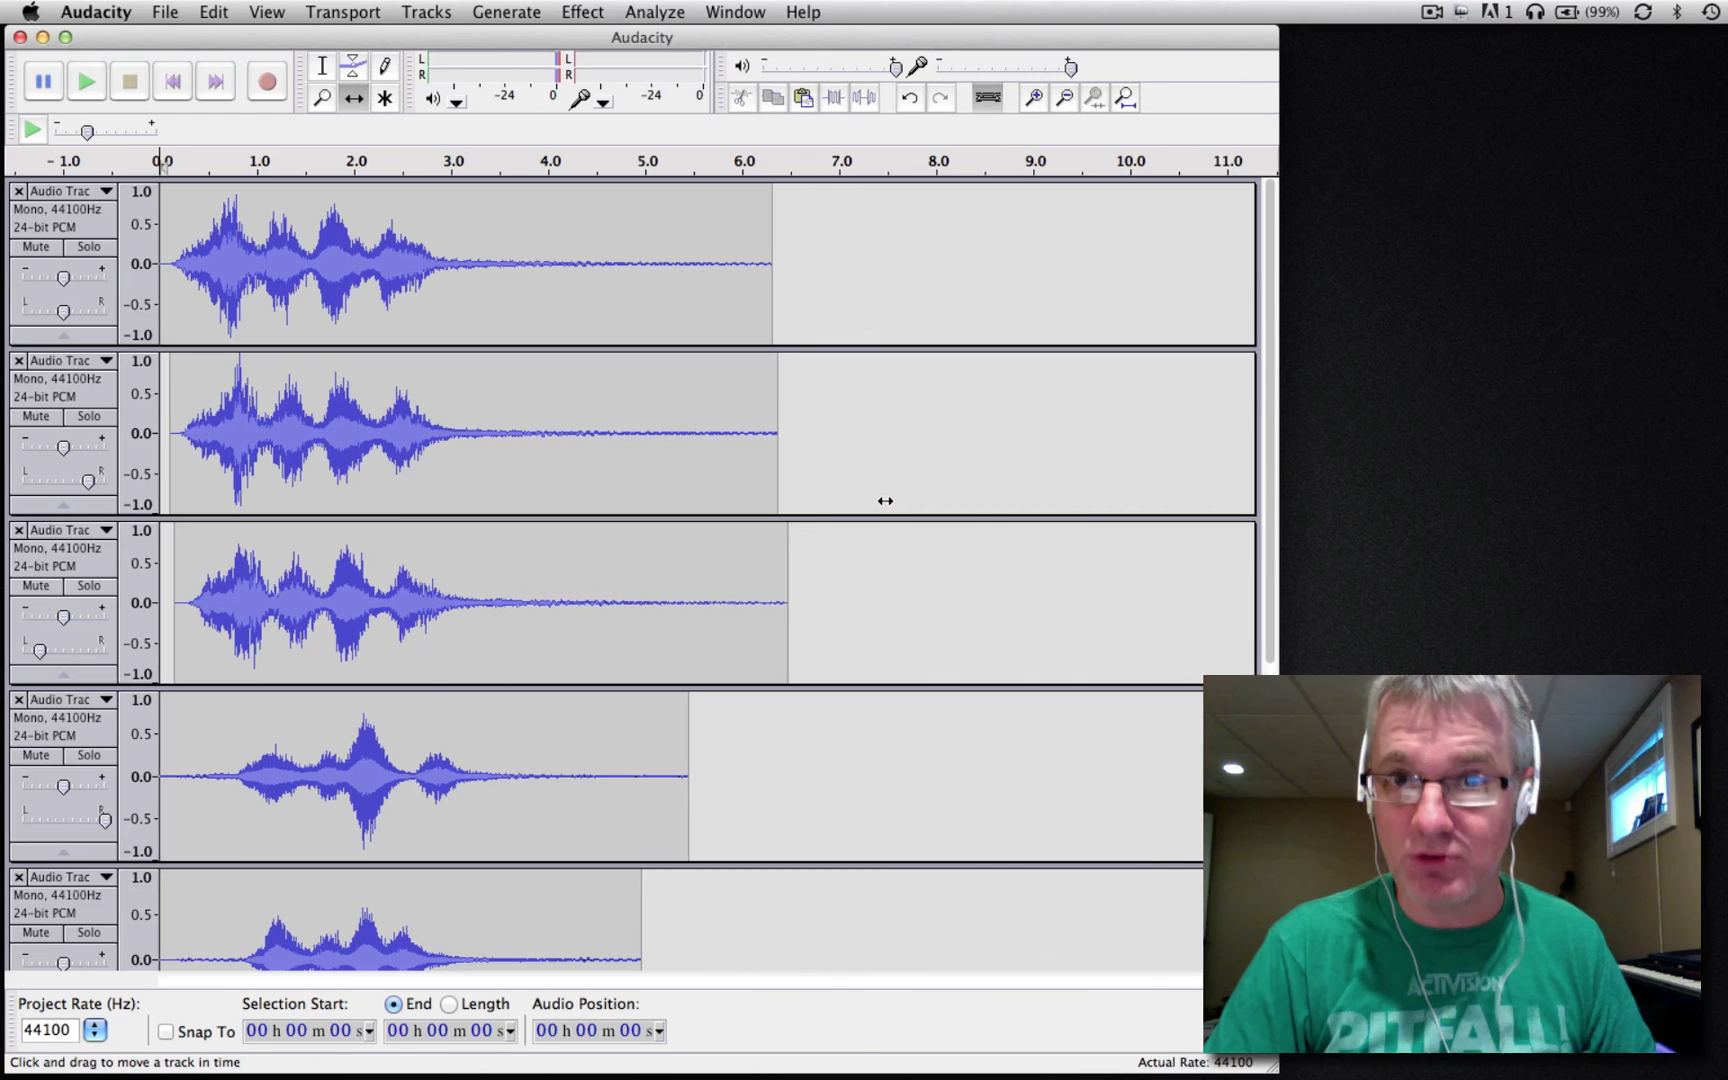 Audacity File Edit View Transport Tracks Generate Effect Analyze Window Help 1 (99%)
Audacity
L L
R R
-24 0 -24 0
- + - +
- +
- 1.0 0.0 1.0 2.0 3.0 4.0 5.0 6.0 7.0 8.0 9.0 10.0 11.0
Audio Trac 1.0
Mono, 44100Hz
24-bit PCM 0.5
Mute Solo
- + 0.0
L R -0.5
-1.0
Audio Trac 1.0
Mono, 44100Hz
24-bit PCM 0.5
Mute Solo
- + 0.0
L R -0.5
-1.0
Audio Trac 1.0
Mono, 44100Hz
24-bit PCM 0.5
Mute Solo
- + 0.0
L R -0.5
-1.0
Audio Trac 1.0
Mono, 44100Hz
24-bit PCM 0.5
Mute Solo
- + 0.0
L R -0.5
-1.0
Audio Trac 1.0
Mono, 44100Hz
24-bit PCM 0.5
Mute Solo
- + 0.0
Project Rate (Hz): Selection Start: End Length Audio Position:
44100 Snap To 00 h 00 m 00 s 00 h 00 m 00 s 00 h 00 m 00 s
Click and drag to move a track in time Actual Rate: 44100
ACTIVISION
PITFALL!